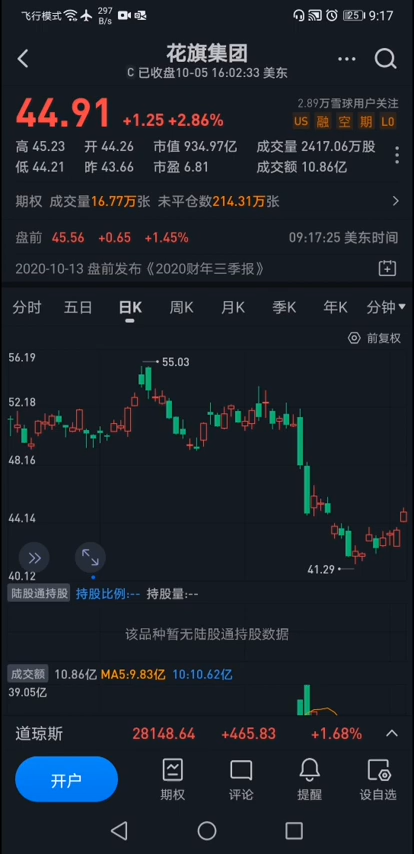 飞行模式 297 B/s 25 9:17
花旗集团
C 已收盘10-05 16:02:33 美东
44.91 +1.25 +2.86%
2.89万雪球用户关注
US 融 空 期 L0
高 45.23 开 44.26 市值 934.97亿 成交量 2417.06万股
低 44.21 昨 43.66 市盈 6.81 成交额 10.86亿
期权 成交量16.77万张 未平仓数214.31万张
盘前 45.56 +0.65 +1.45% 09:17:25 美东时间
2020-10-13 盘前发布《2020财年三季报》
分时 五日 日K 周K 月K 季K 年K 分钟
前复权
56.19
55.03
52.18
48.16
44.14
41.29
40.12
陆股通持股 持股比例:-- 持股量:--
该品种暂无陆股通持股数据
成交额 10.86亿 MA5:9.83亿 10:10.62亿
39.05亿
道琼斯 28148.64 +465.83 +1.68%
开户 期权 评论 提醒 设自选